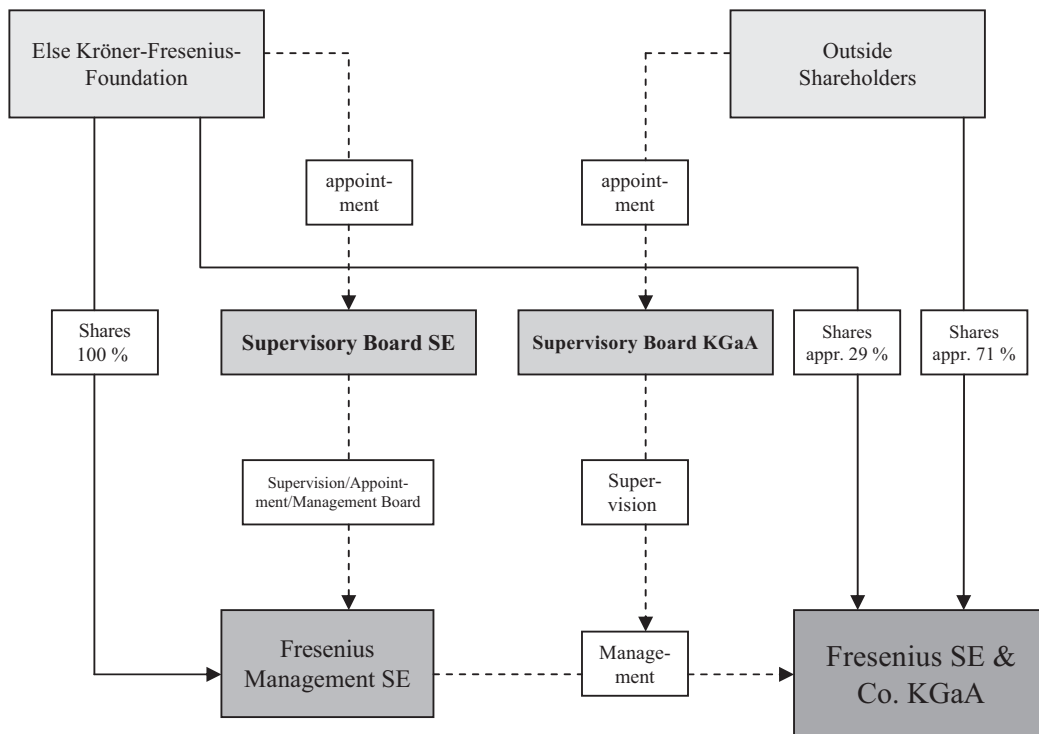 Else Kröner-Fresenius-
Foundation
Outside
Shareholders
appoint-
ment
appoint-
ment
Shares
100 %
Supervisory Board SE
Supervisory Board KGaA
Shares
appr. 29 %
Shares
appr. 71 %
Supervision/Appoint-
ment/Management Board
Super-
vision
Fresenius
Management SE
Manage-
ment
Fresenius SE &
Co. KGaA